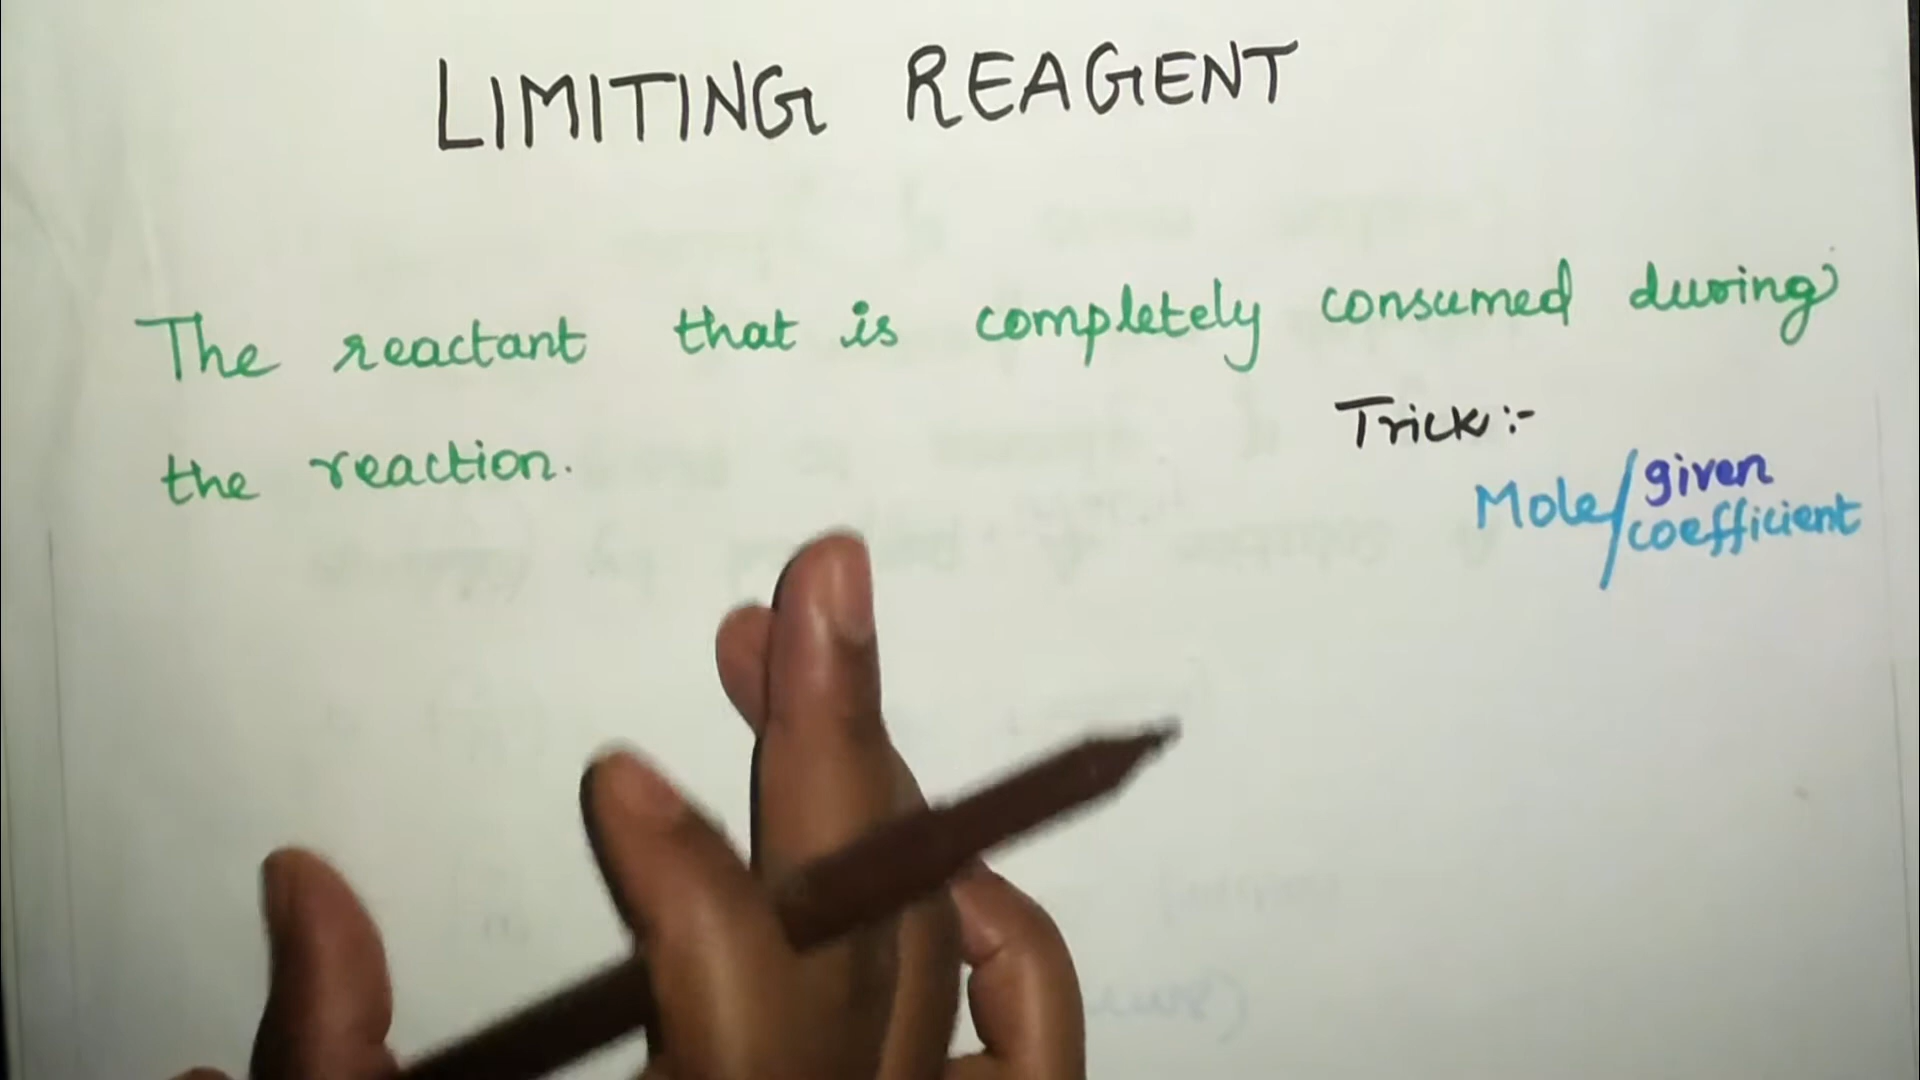 LIMITING REAGENT
The reactant that is completely consumed during
the reaction.
Trick:-
Mole/given
coefficient